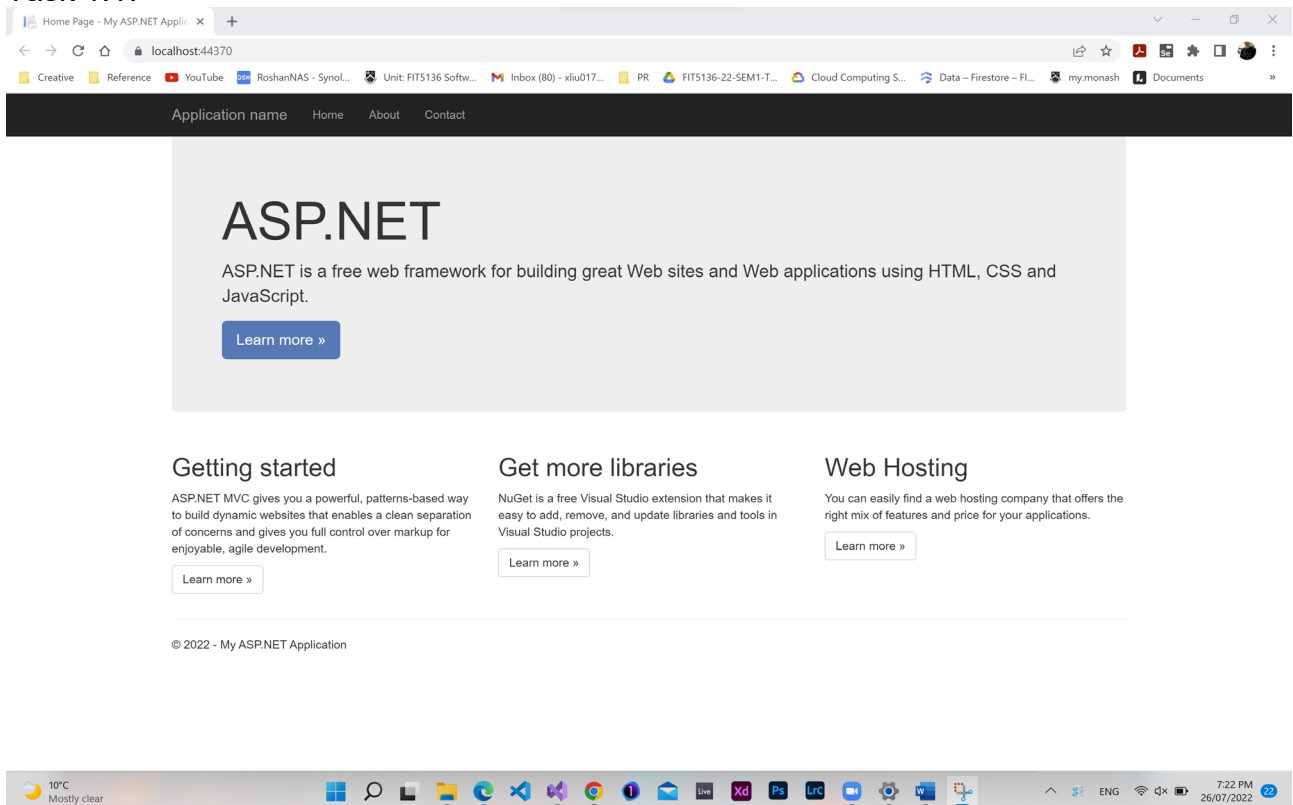 Home Page - My ASP.NET Applic
localhost:44370
Creative Reference YouTube RoshanNAS - Synol... Unit: FIT5136 Softw... Inbox (80) - xliu017... PR FIT5136-22-SEM1-T... Cloud Computing S... Data – Firestore – Fl... my.monash Documents »
Application name Home About Contact
ASP.NET
ASP.NET is a free web framework for building great Web sites and Web applications using HTML, CSS and
JavaScript.
Learn more »
Getting started
ASP.NET MVC gives you a powerful, patterns-based way
to build dynamic websites that enables a clean separation
of concerns and gives you full control over markup for
enjoyable, agile development.
Learn more »
Get more libraries
NuGet is a free Visual Studio extension that makes it
easy to add, remove, and update libraries and tools in
Visual Studio projects.
Learn more »
Web Hosting
You can easily find a web hosting company that offers the
right mix of features and price for your applications.
Learn more »
© 2022 - My ASP.NET Application
10°C
Mostly clear
Live Xd Ps LrC
ENG
7:22 PM
26/07/2022
22